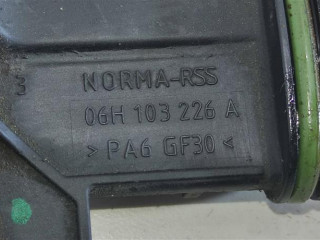 NORMA-RSS
06H 103 226 A
> PA6 GF30 <